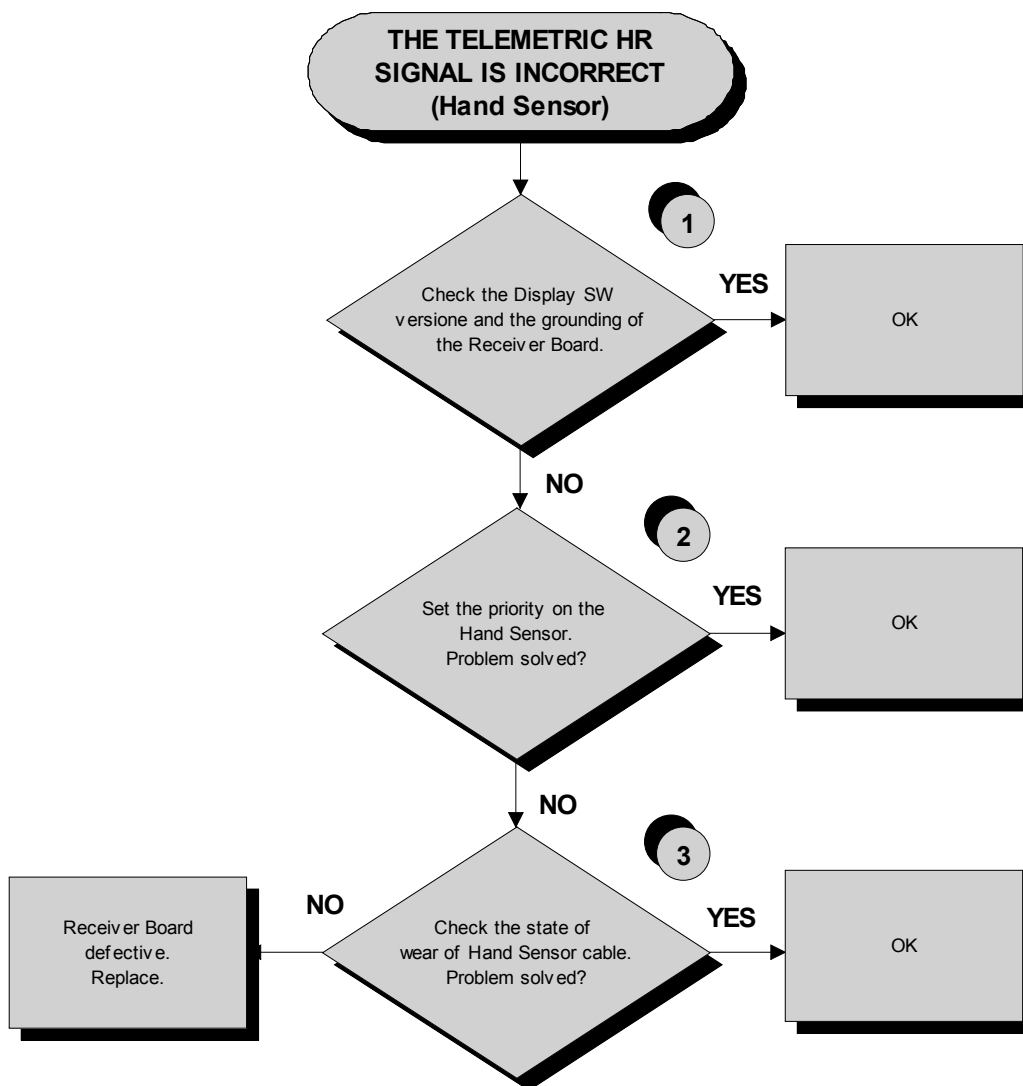 THE TELEMETRIC HR
SIGNAL IS INCORRECT
(Hand Sensor)
1
Check the Display SW
versione and the grounding of
the Receiver Board.
YES
OK
NO
2
Set the priority on the
Hand Sensor.
Problem solved?
YES
OK
NO
3
Check the state of
wear of Hand Sensor cable.
Problem solved?
YES
OK
NO
Receiver Board
defective.
Replace.